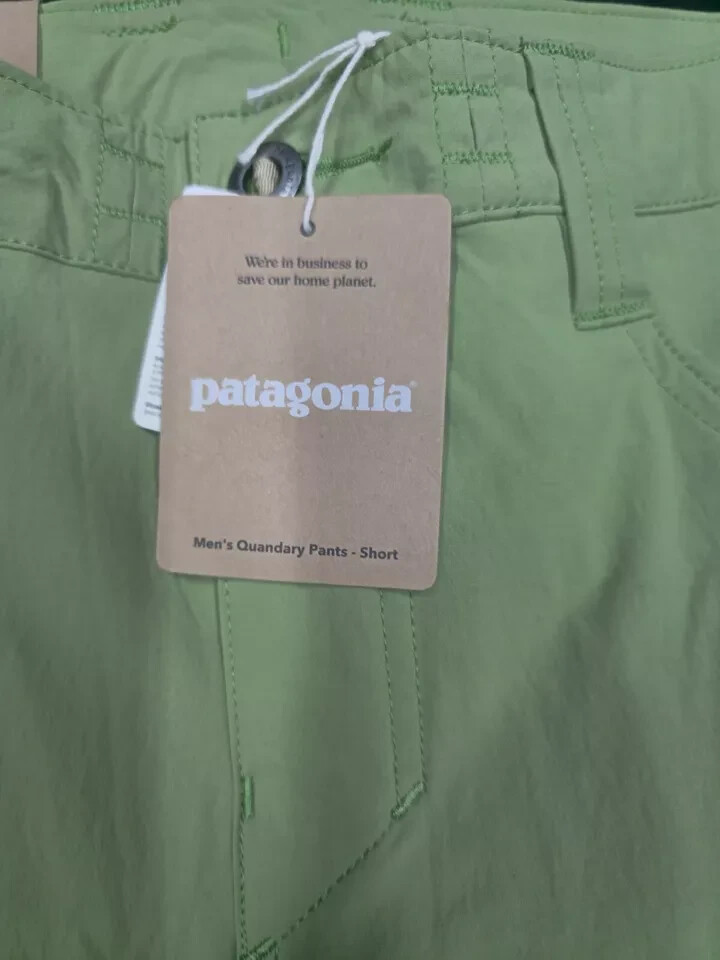 We're in business to
save our home planet.
patagonia
Men's Quandary Pants - Short